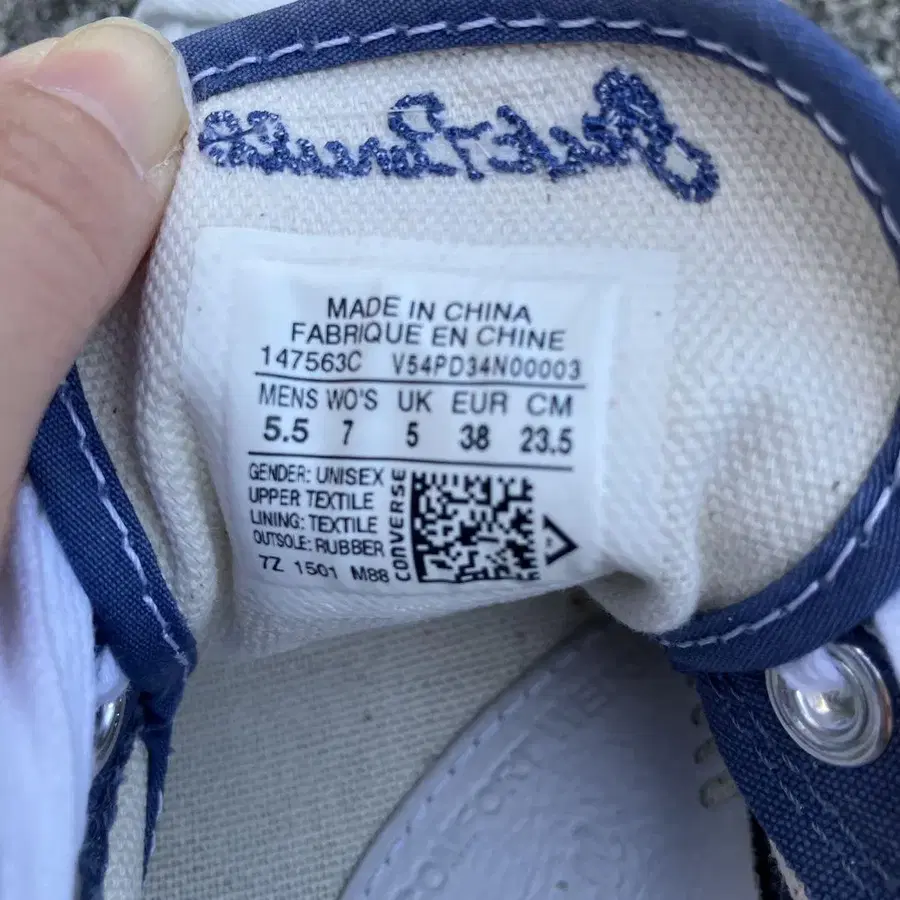 MADE IN CHINA
FABRIQUE EN CHINE
147563C V54PD34N00003
MENS WO'S UK EUR CM
5.5 7 5 38 23.5
GENDER: UNISEX
UPPER TEXTILE
LINING: TEXTILE
OUTSOLE: RUBBER
7Z 1501 M88
CONVERSE